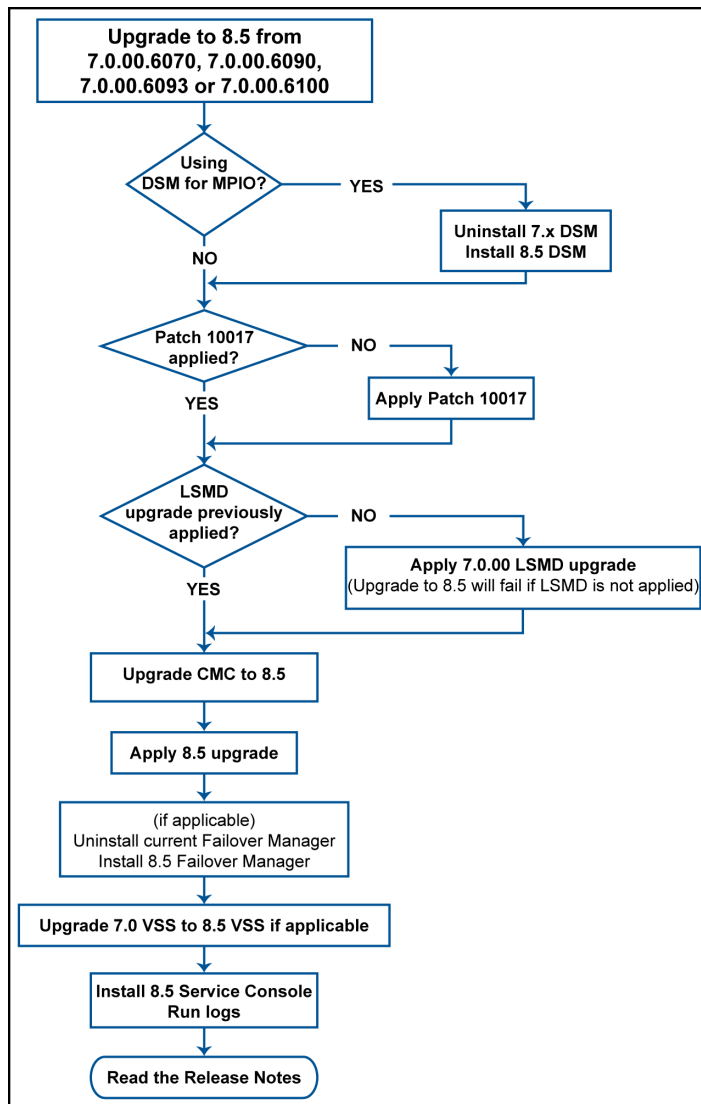 Upgrade to 8.5 from
7.0.00.6070, 7.0.00.6090,
7.0.00.6093 or 7.0.00.6100
Using
DSM for MPIO?
YES
Uninstall 7.x DSM
Install 8.5 DSM
NO
Patch 10017
applied?
NO
Apply Patch 10017
YES
LSMD
upgrade previously
applied?
NO
Apply 7.0.00 LSMD upgrade
(Upgrade to 8.5 will fail if LSMD is not applied)
YES
Upgrade CMC to 8.5
Apply 8.5 upgrade
(if applicable)
Uninstall current Failover Manager
Install 8.5 Failover Manager
Upgrade 7.0 VSS to 8.5 VSS if applicable
Install 8.5 Service Console
Run logs
Read the Release Notes